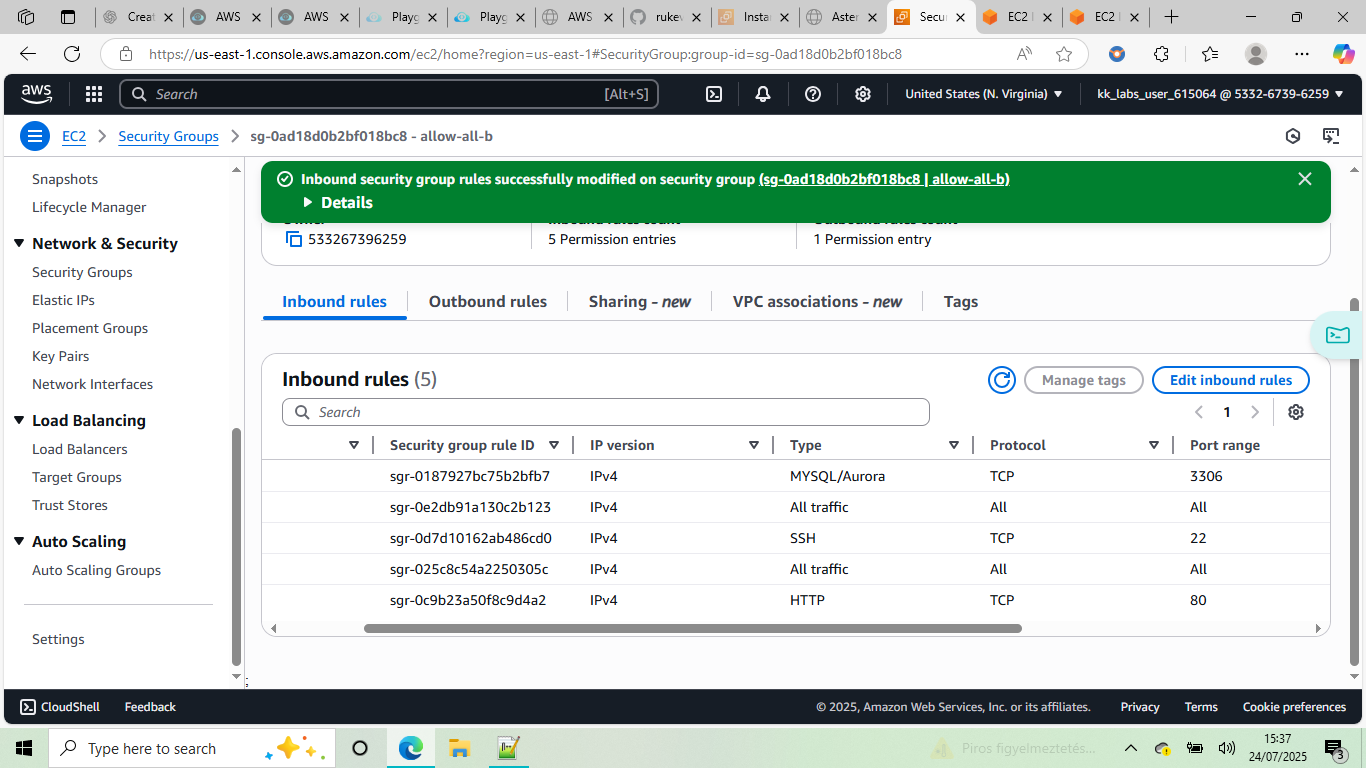 Creat
AWS
AWS
Playg
Playg
AWS
rukev
Instan
Aster
Secur
EC2 I
EC2 I
https://us-east-1.console.aws.amazon.com/ec2/home?region=us-east-1#SecurityGroup:group-id=sg-0ad18d0b2bf018bc8
aws
Search
[Alt+S]
United States (N. Virginia)
kk_labs_user_615064 @ 5332-6739-6259
EC2
Security Groups
sg-0ad18d0b2bf018bc8 - allow-all-b
Snapshots
Lifecycle Manager
Network & Security
Security Groups
Elastic IPs
Placement Groups
Key Pairs
Network Interfaces
Load Balancing
Load Balancers
Target Groups
Trust Stores
Auto Scaling
Auto Scaling Groups
Settings
Inbound security group rules successfully modified on security group (sg-0ad18d0b2bf018bc8 | allow-all-b)
Details
533267396259
5 Permission entries
1 Permission entry
Inbound rules
Outbound rules
Sharing - new
VPC associations - new
Tags
Inbound rules (5)
Manage tags
Edit inbound rules
Search
1
Security group rule ID IP version Type Protocol Port range
sgr-0187927bc75b2bfb7 IPv4 MYSQL/Aurora TCP 3306
sgr-0e2db91a130c2b123 IPv4 All traffic All All
sgr-0d7d10162ab486cd0 IPv4 SSH TCP 22
sgr-025c8c54a2250305c IPv4 All traffic All All
sgr-0c9b23a50f8c9d4a2 IPv4 HTTP TCP 80
CloudShell
Feedback
© 2025, Amazon Web Services, Inc. or its affiliates.
Privacy
Terms
Cookie preferences
Type here to search
Piros figyelmeztetés...
15:37
24/07/2025
3